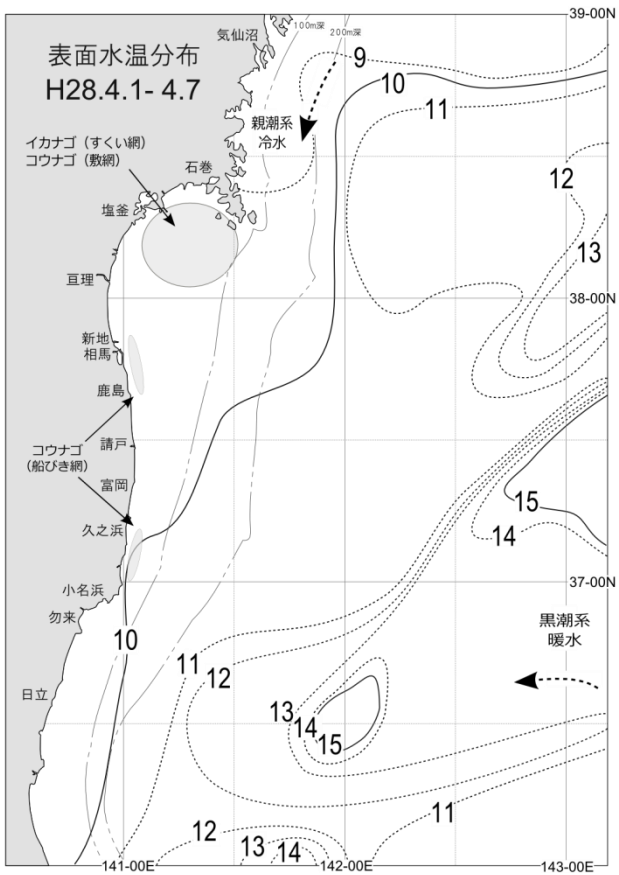 39-00N
気仙沼
100m深
200m深
表面水温分布
H28.4.1- 4.7
9
10
11
親潮系
冷水
イカナゴ（すくい網）
コウナゴ（敷網）
石巻
12
塩釜
13
亘理
38-00N
新地
相馬
鹿島
コウナゴ
（船びき網）
請戸
富岡
15
14
久之浜
37-00N
小名浜
勿来
黒潮系
暖水
10
11
12
日立
13
14
15
11
12
13
14
141-00E
142-00E
143-00E